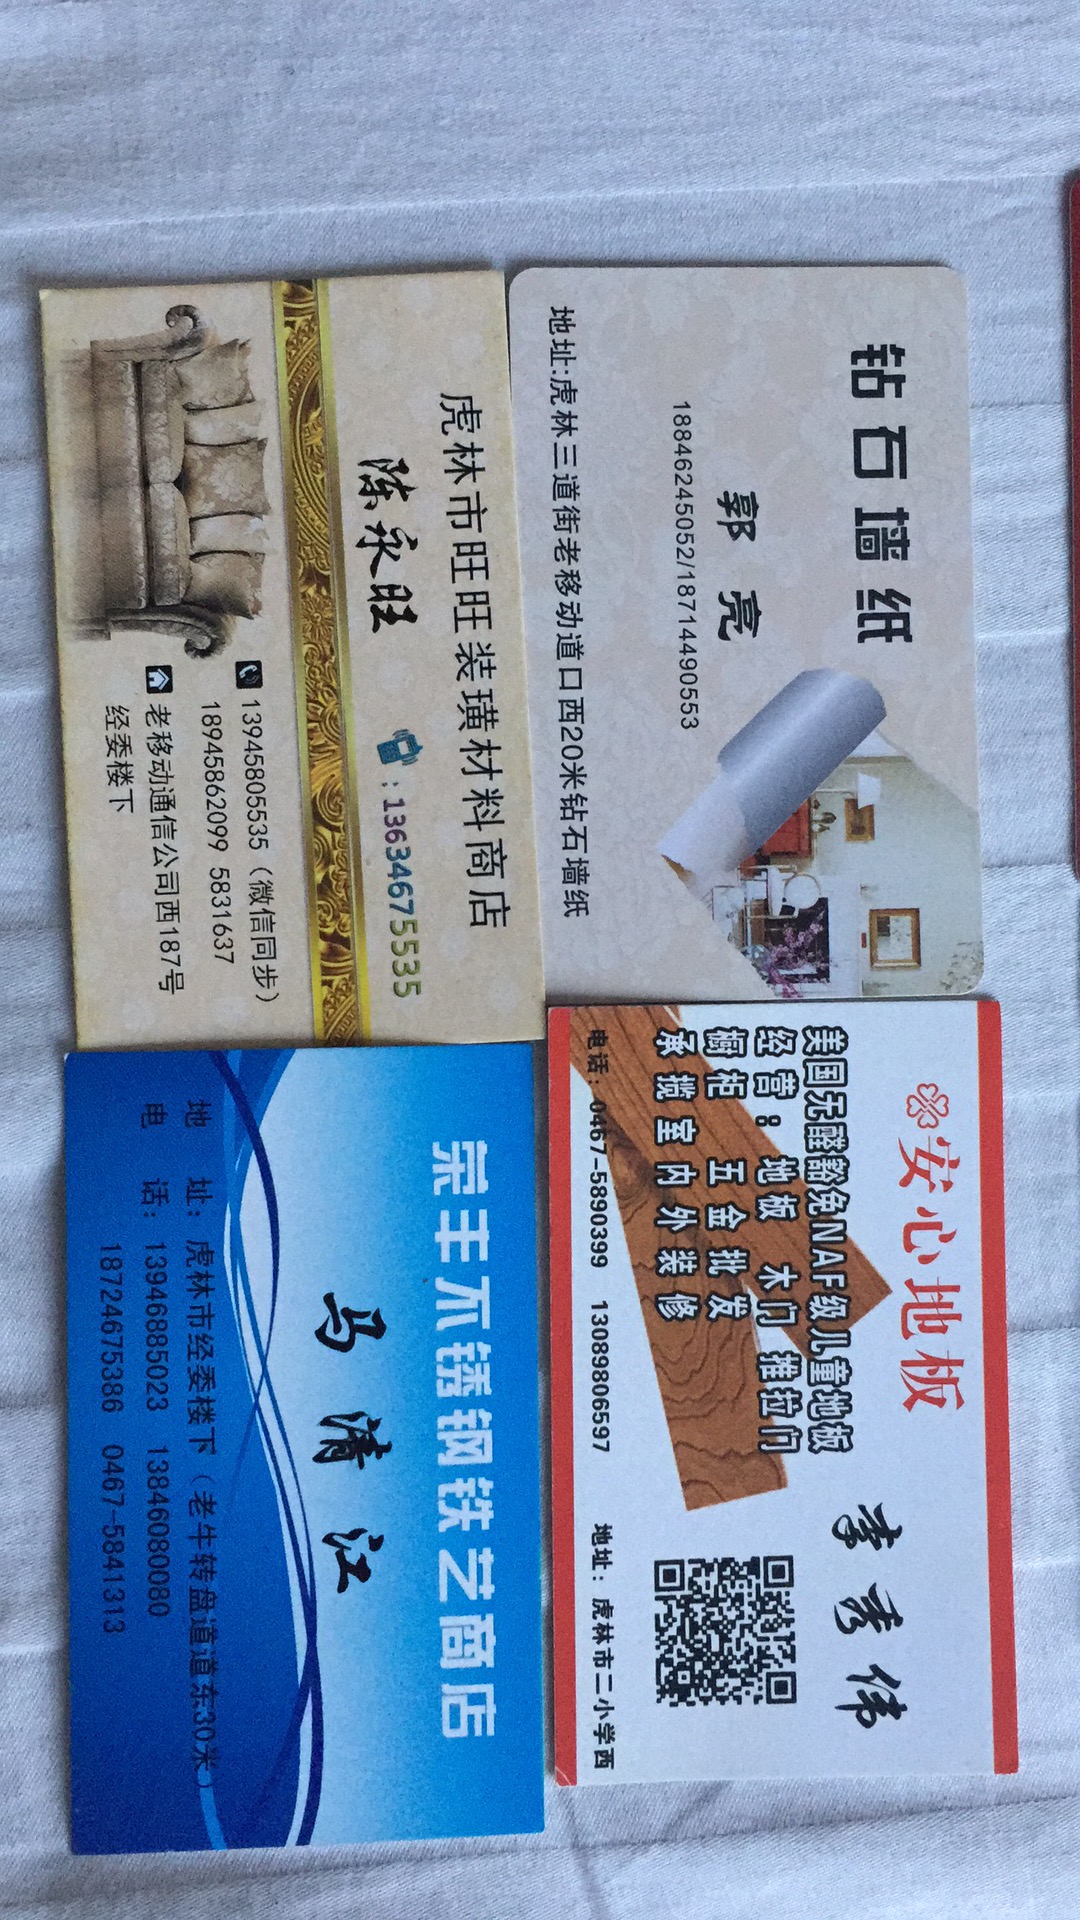 钻石墙纸
郭 亮
18846245052/18714490553
地址:虎林三道街老移动道口西20米钻石墙纸
虎林市旺旺装璜材料商店
陈永旺
:13634675535
13945805535（微信同步）
18945862099 5831637
老移动通信公司西187号
经委楼下
安心地板
美国无醛豁免NAF级儿童地板
经营：地板 木门 推拉门
橱柜 五金批发
承揽室内外装修
李秀伟
电话：0467-5890399 13089806597 地址：虎林市二小学西
荣丰不锈钢铁艺商店
马清江
地 址：虎林市经委楼下（老牛转盘道道东30米）
电 话：13946885023 13846080080
18724675386 0467-5841313